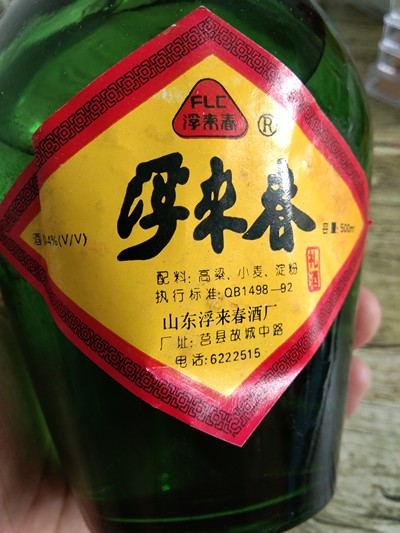 FLC
浮来春
®
浮来春
4%(V/V)
容量:500ml
礼酒
配料:高粱、小麦、淀粉
执行标准:QB1498-92
山东浮来春酒厂
厂址:莒县故城中路
电话:6222515